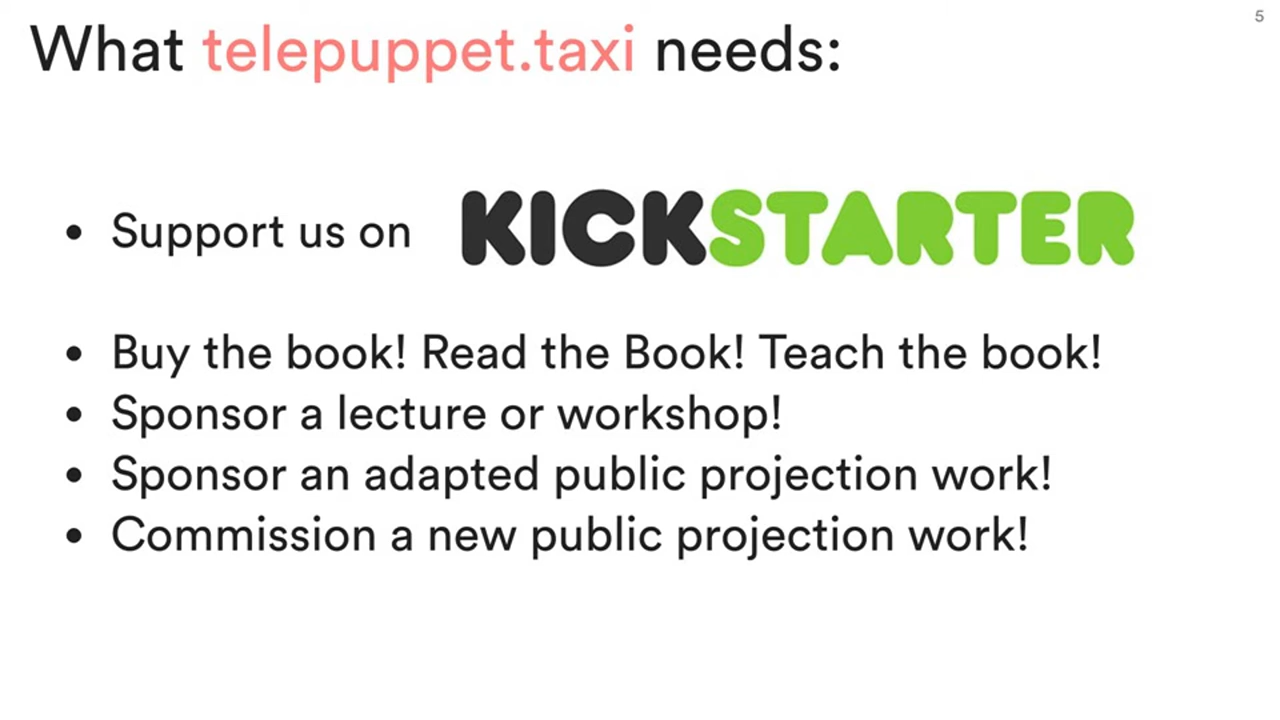 5
What telepuppet.taxi needs:
• Support us on KICKSTARTER
• Buy the book! Read the Book! Teach the book!
• Sponsor a lecture or workshop!
• Sponsor an adapted public projection work!
• Commission a new public projection work!